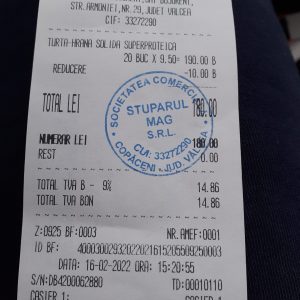 STR.ARMONIEI,NR.29,JUDET VALCEA
CIF: 33272290
TURTA HRANA SOLIDA SUPERPROTEICA
20 BUC X 9.50= 190.00 B
REDUCERE -10.00 B
TOTAL LEI 180.00
NUMERAR LEI 180.00
REST 0.00
TOTAL TVA B - 9% 14.86
TOTAL TVA BON 14.86
Z:0925 BF:0003 NR.AMEF:0001
ID BF:
DATA: 16-02-2022 ORA: 15:20:55
S/N:DB4200062880 TD:00010110
CASIER 1:
SOCIETATEA COMERCIALA
STUPARUL
MAG
S.R.L.
CUI: 33272290
COPĂCENI - JUD. VÂLCEA